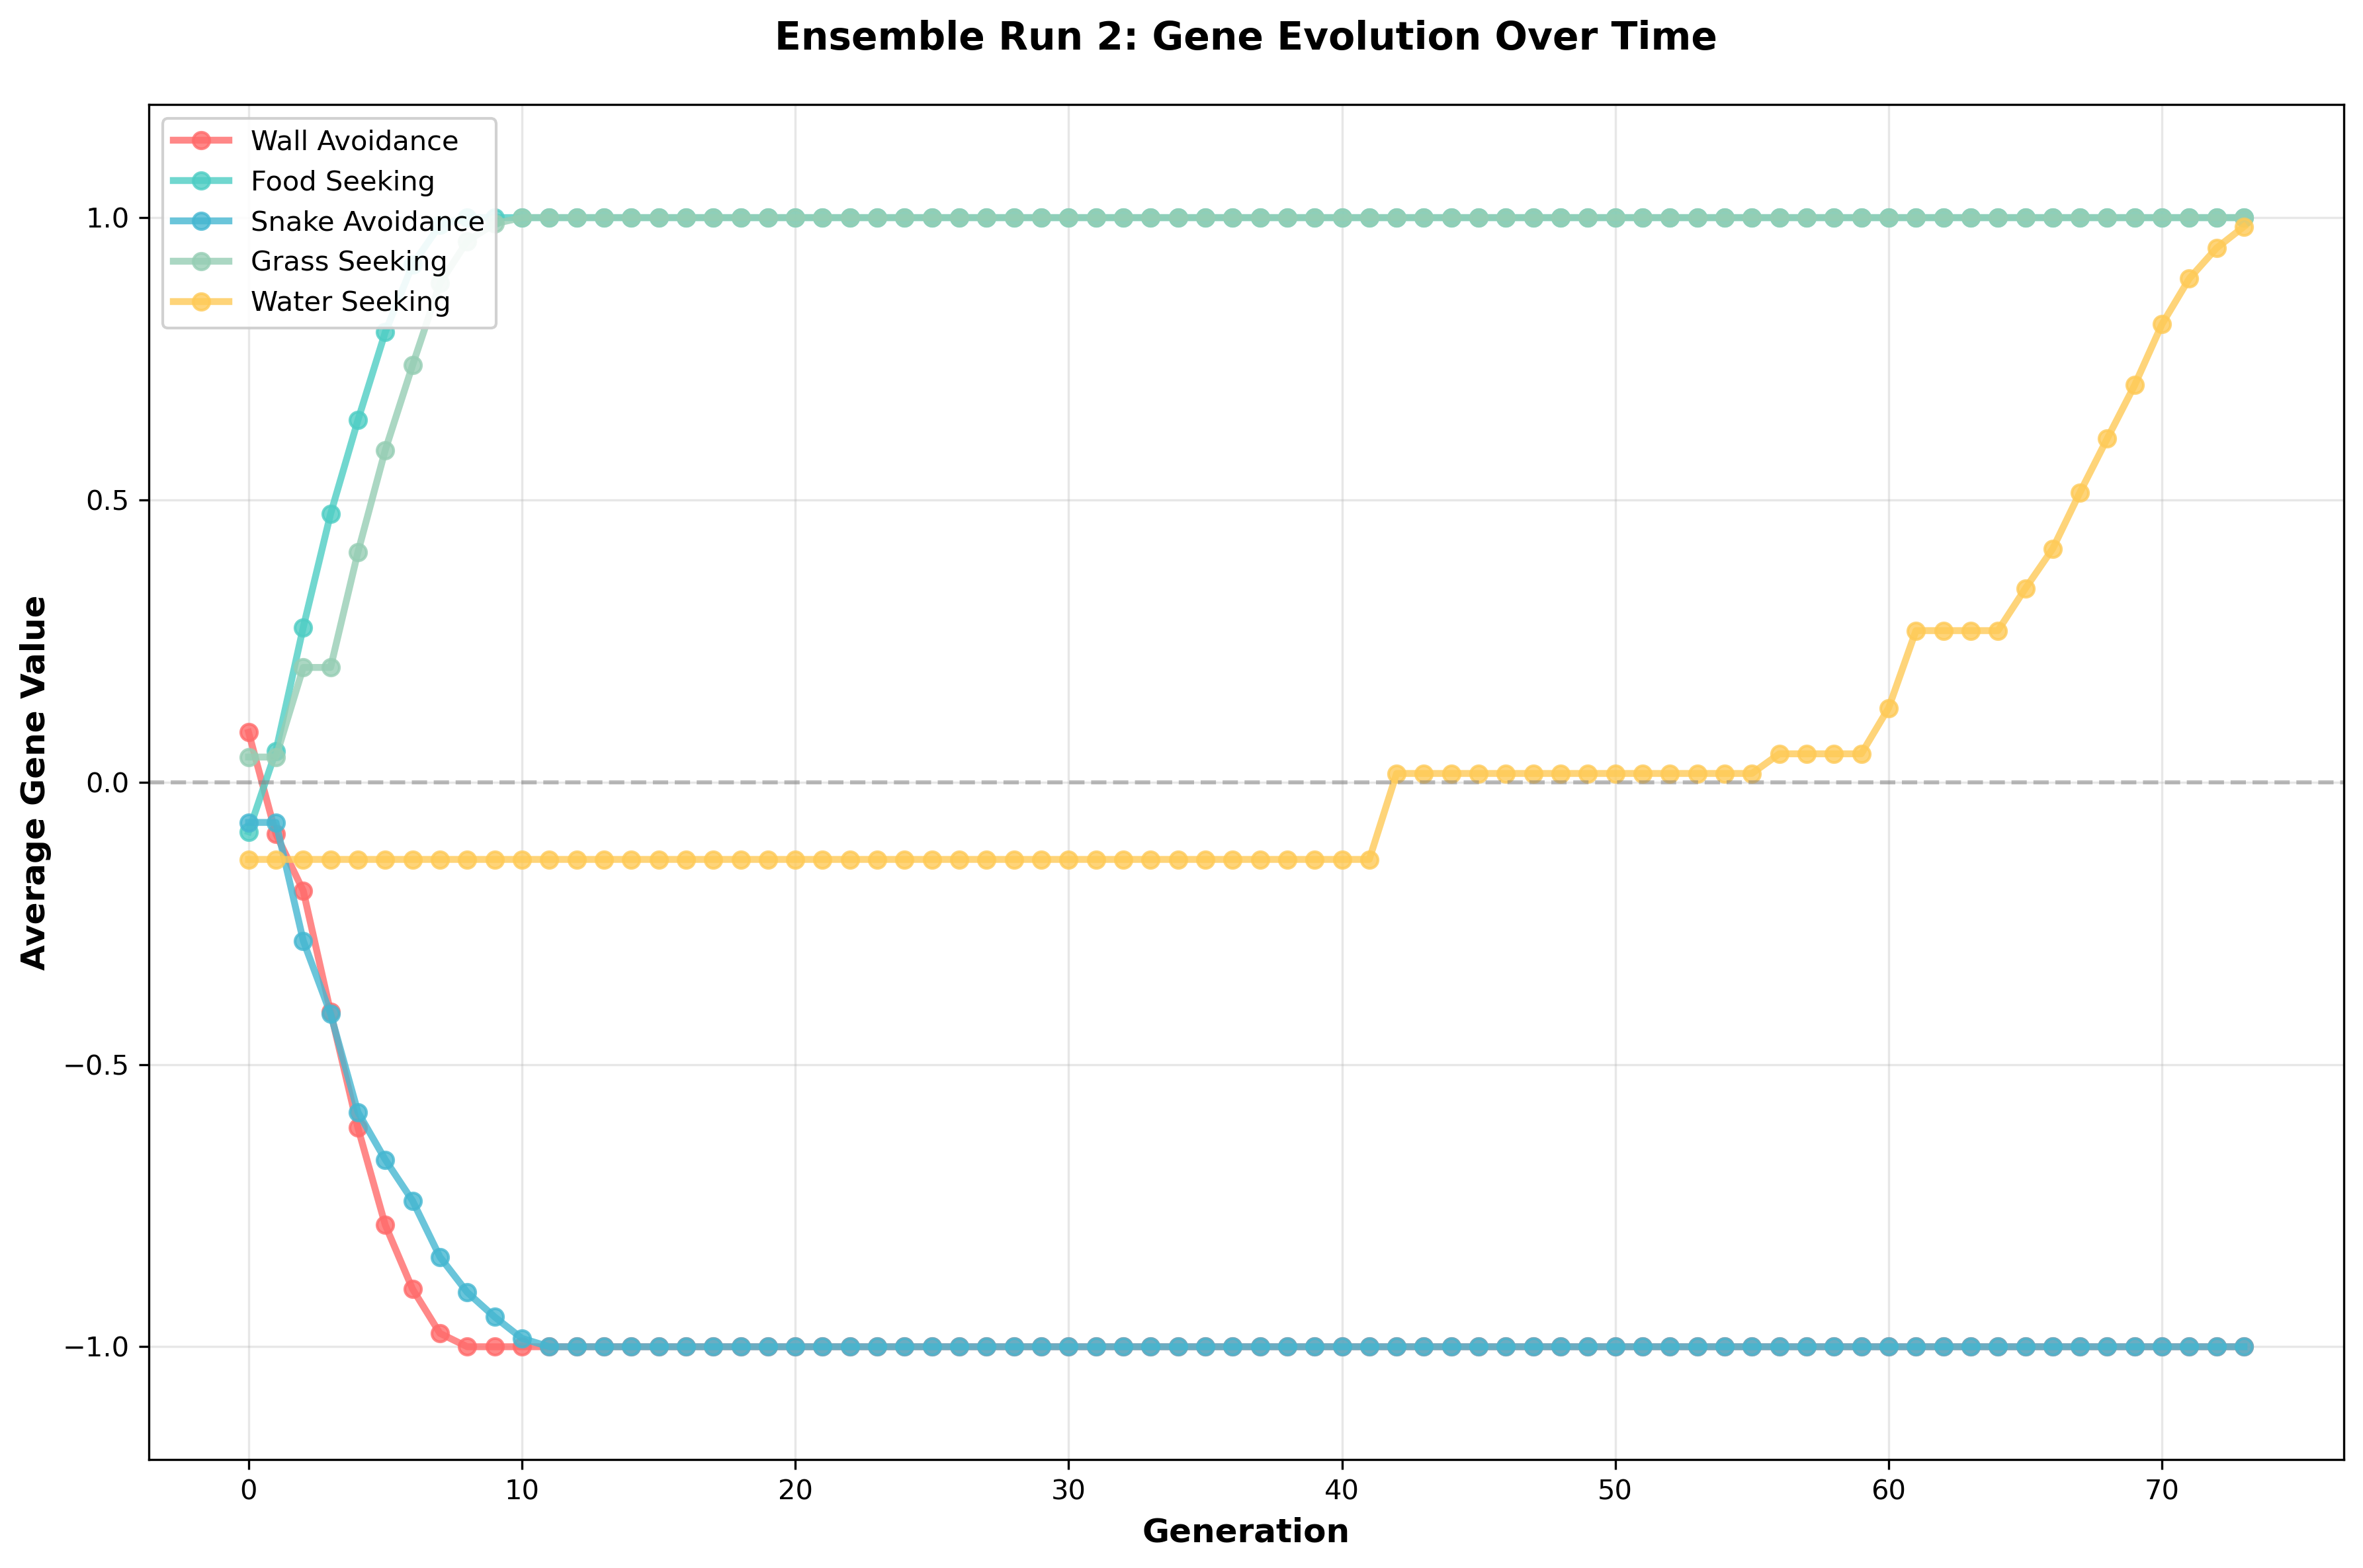 Ensemble Run 2: Gene Evolution Over Time
Wall Avoidance
Food Seeking
Snake Avoidance
Grass Seeking
Water Seeking
Average Gene Value
1.0
0.5
0.0
−0.5
−1.0
0 10 20 30 40 50 60 70
Generation